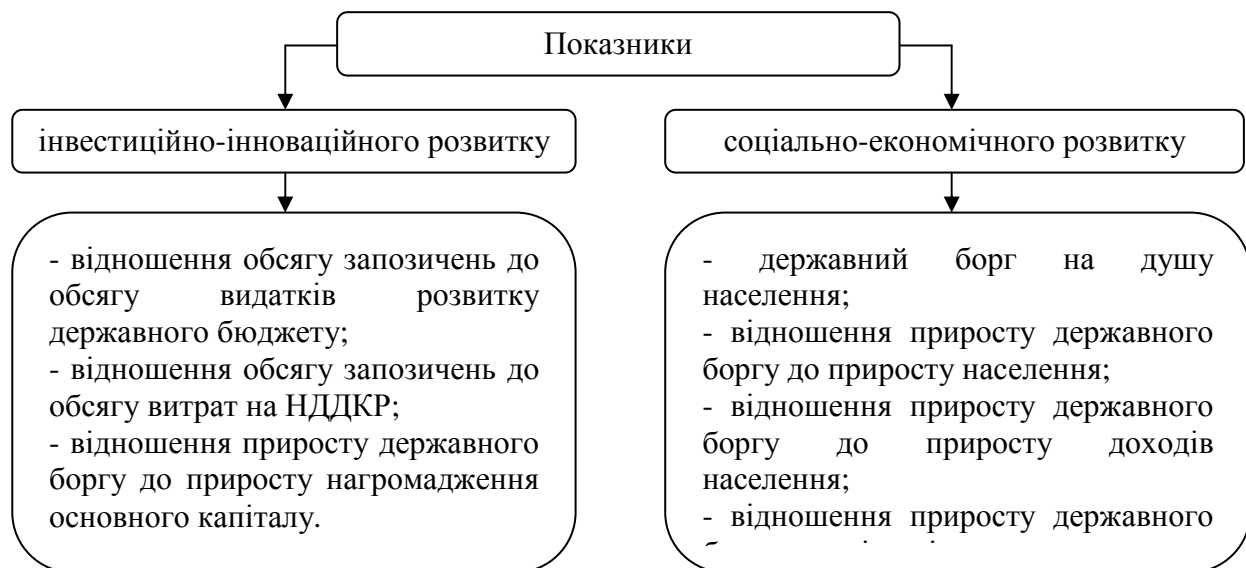 Показники
інвестиційно-інноваційного розвитку
соціально-економічного розвитку
- відношення обсягу запозичень до
обсягу видатків розвитку
державного бюджету;
- відношення обсягу запозичень до
обсягу витрат на НДДКР;
- відношення приросту державного
боргу до приросту нагромадження
основного капіталу.
- державний борг на душу
населення;
- відношення приросту державного
боргу до приросту населення;
- відношення приросту державного
боргу до приросту доходів
населення;
- відношення приросту державного